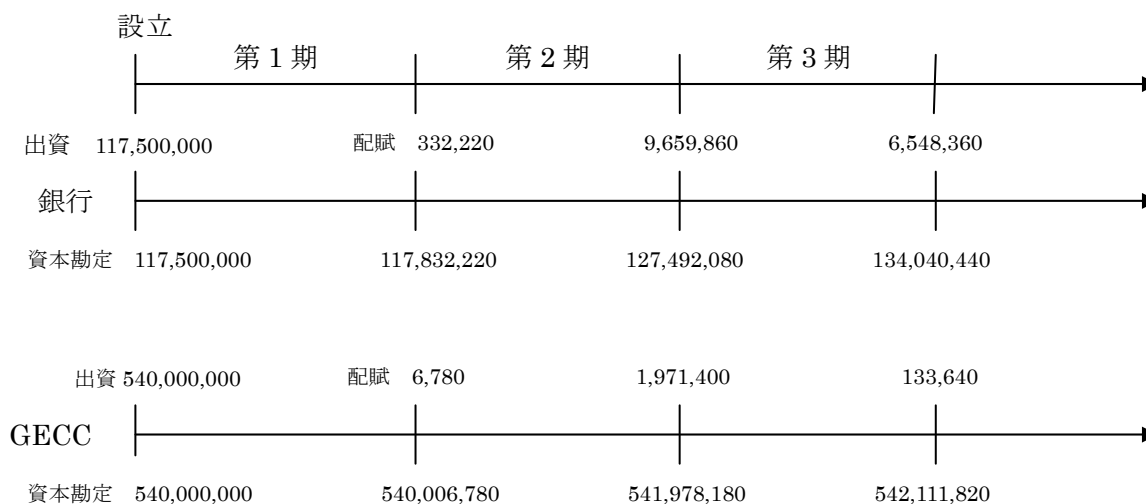 設立
第 1 期 第 2 期 第 3 期
出資 117,500,000 配賦 332,220 9,659,860 6,548,360
銀行
資本勘定 117,500,000 117,832,220 127,492,080 134,040,440
出資 540,000,000 配賦 6,780 1,971,400 133,640
GECC
資本勘定 540,000,000 540,006,780 541,978,180 542,111,820